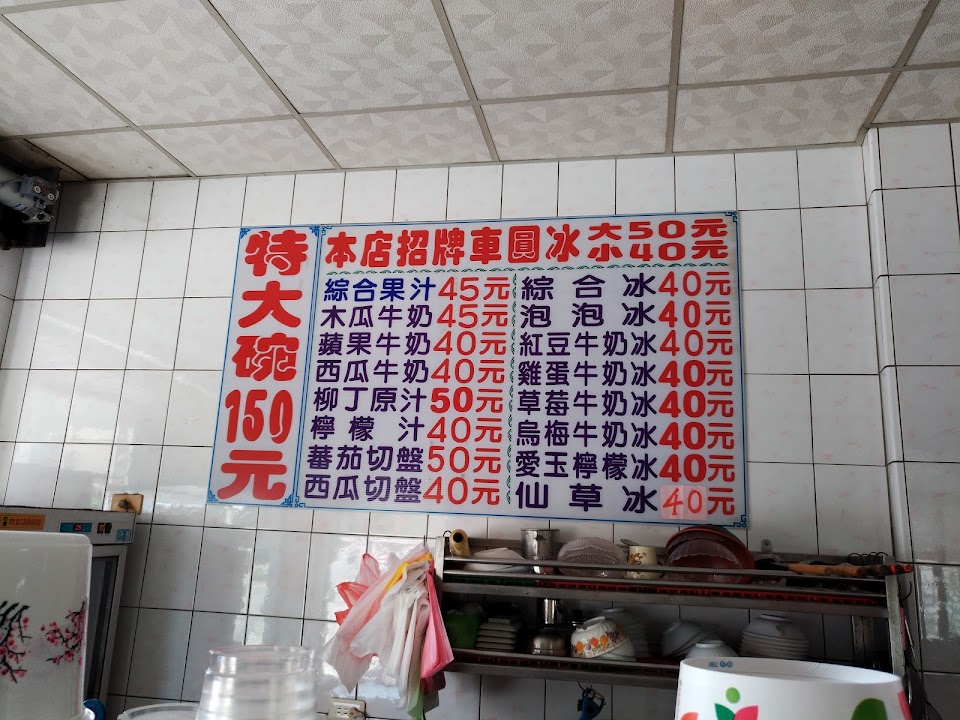 特大碗150元
本店招牌車圓冰 大50元 小40元
綜合果汁45元
木瓜牛奶45元
蘋果牛奶40元
西瓜牛奶40元
柳丁原汁50元
檸檬汁40元
蕃茄切盤50元
西瓜切盤40元
綜合冰40元
泡泡冰40元
紅豆牛奶冰40元
雞蛋牛奶冰40元
草莓牛奶冰40元
烏梅牛奶冰40元
愛玉檸檬冰40元
仙草冰40元